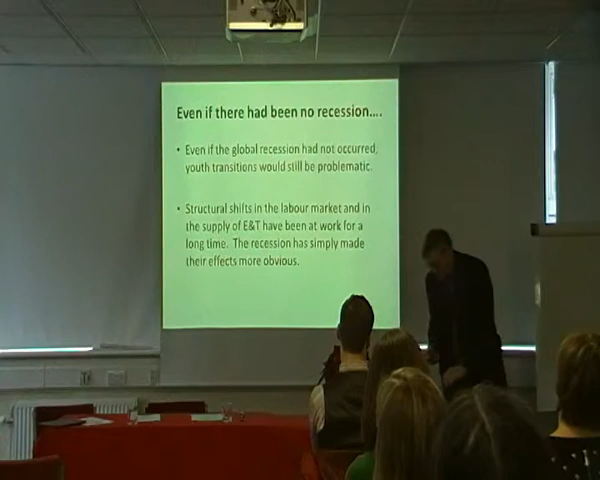 Even if there had been no recession....
• Even if the global recession had not occurred,
youth transitions would still be problematic.
• Structural shifts in the labour market and in
the supply of E&T have been at work for a
long time. The recession has simply made
their effects more obvious.